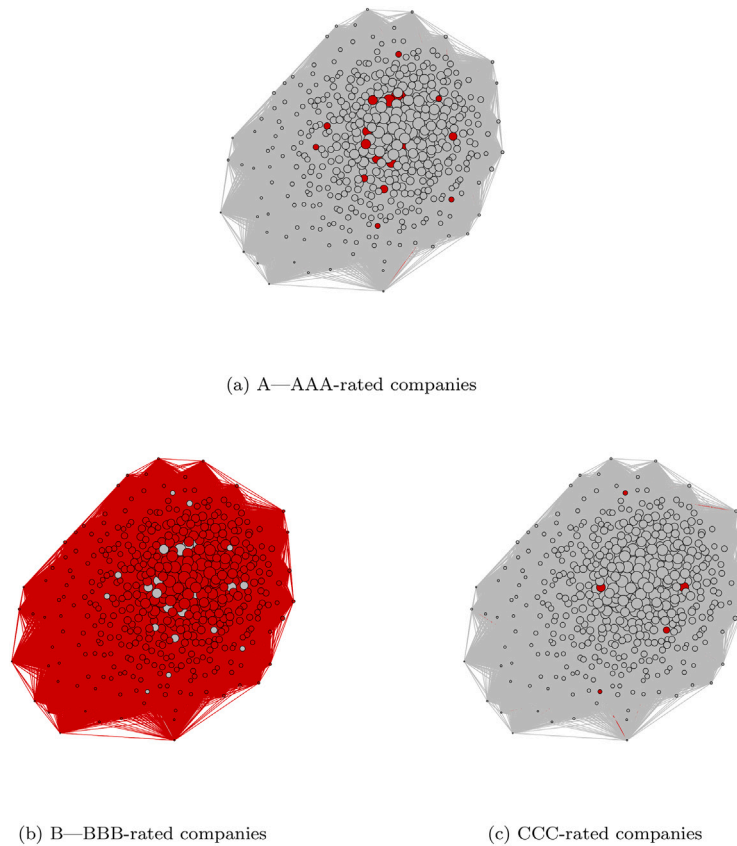 (a) A—AAA-rated companies
(b) B—BBB-rated companies
(c) CCC-rated companies